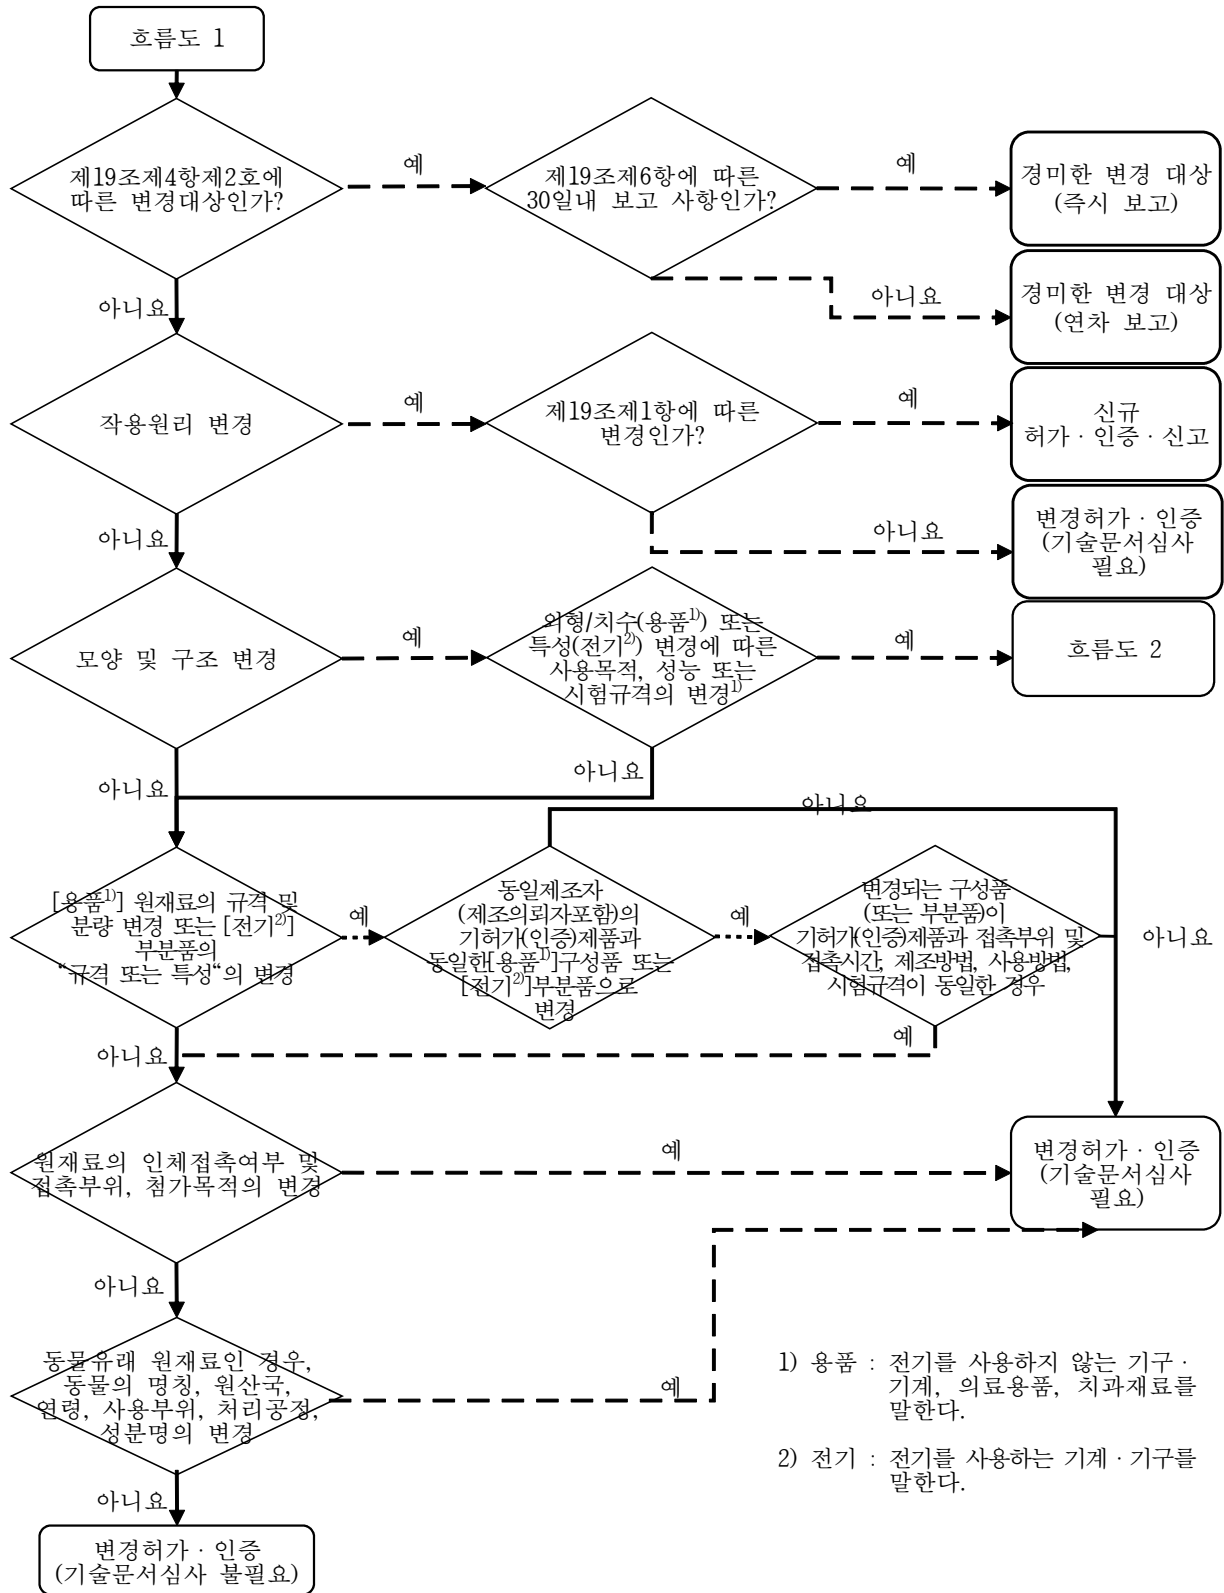 흐름도 1
제19조제4항제2호에
따른 변경대상인가?
예
제19조제6항에 따른
30일내 보고 사항인가?
예
경미한 변경 대상
(즉시 보고)
아니요
아니요
경미한 변경 대상
(연차 보고)
작용원리 변경
예
제19조제1항에 따른
변경인가?
예
신규
허가 · 인증 · 신고
아니요
아니요
변경허가 · 인증
(기술문서심사
필요)
모양 및 구조 변경
예
외형/치수(용품1)) 또는
특성(전기2)) 변경에 따른
사용목적, 성능 또는
시험규격의 변경1)
예
흐름도 2
아니요
아니요
아니요
[용품1)] 원재료의 규격 및
분량 변경 또는 [전기2)]
부분품의
“규격 또는 특성“의 변경
예
동일제조자
(제조의뢰자포함)의
기허가(인증)제품과
동일한[용품1)]구성품 또는
[전기2)]부분품으로
변경
예
변경되는 구성품
(또는 부분품)이
기허가(인증)제품과 접촉부위 및
접촉시간, 제조방법, 사용방법,
시험규격이 동일한 경우
아니요
아니요
예
원재료의 인체접촉여부 및
접촉부위, 첨가목적의 변경
예
변경허가 · 인증
(기술문서심사
필요)
아니요
동물유래 원재료인 경우,
동물의 명칭, 원산국,
연령, 사용부위, 처리공정,
성분명의 변경
예
아니요
변경허가 · 인증
(기술문서심사 불필요)
1) 용품 : 전기를 사용하지 않는 기구 ·
기계, 의료용품, 치과재료를
말한다.
2) 전기 : 전기를 사용하는 기계 · 기구를
말한다.